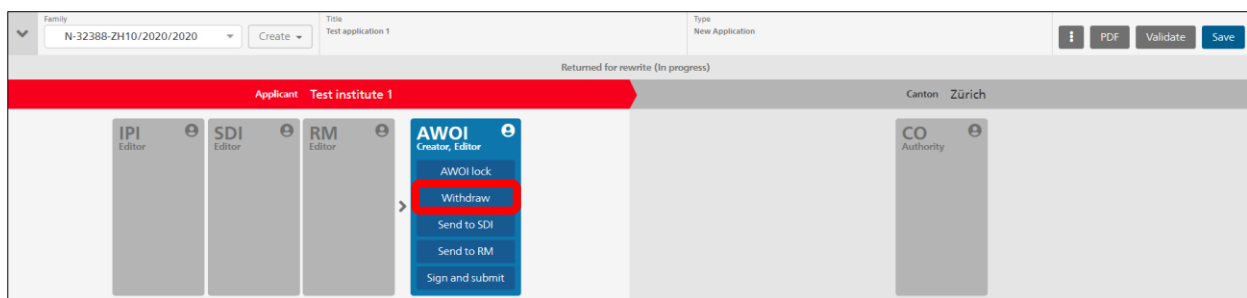 Family
N-32388-ZH10/2020/2020
Create
Title
Test application 1
Type
New Application
PDF
Validate
Save
Returned for rewrite (In progress)
Applicant Test institute 1
Canton Zürich
IPI
Editor
SDI
Editor
RM
Editor
AWOI
Creator, Editor
AWOI lock
Withdraw
Send to SDI
Send to RM
Sign and submit
CO
Authority